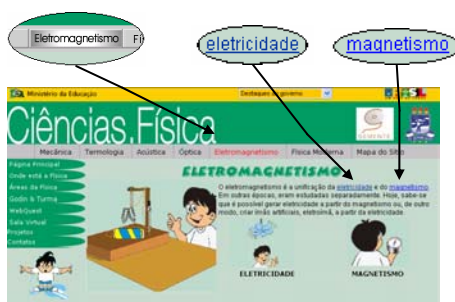 Eletromagnetismo Fí
eletricidade
magnetismo
Ministério da Educação
Destaques do governo
Ciências.Física
SOMENTE
Mecânica Termologia Acústica Óptica Eletromagnetismo Física Moderna Mapa do Sítio
Página Principal
Onde está a Física
Áreas da Física
Godin & Turma
WebQuest
Sala Virtual
Projetos
Contatos
ELETROMAGNETISMO
O eletromagnetismo é a unificação da eletricidade e do magnetismo.
Em outras épocas, eram estudadas separadamente. Hoje, sabe-se
que é possível gerar eletricidade a partir do magnetismo ou, de outro
modo, criar ímãs artificiais, eletroimã, a partir da eletricidade.
ELETRICIDADE
MAGNETISMO